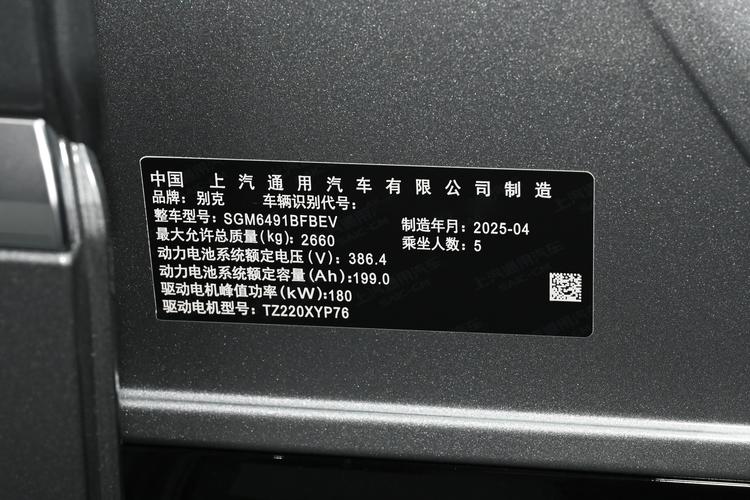 中国 上汽通用汽车有限公司制造
品牌: 别克 车辆识别代号:
整车型号: SGM6491BFBEV 制造年月: 2025-04
最大允许总质量(kg): 2660 乘坐人数: 5
动力电池系统额定电压(V): 386.4
动力电池系统额定容量(Ah):199.0
驱动电机峰值功率(kW):180
驱动电机型号: TZ220XYP76